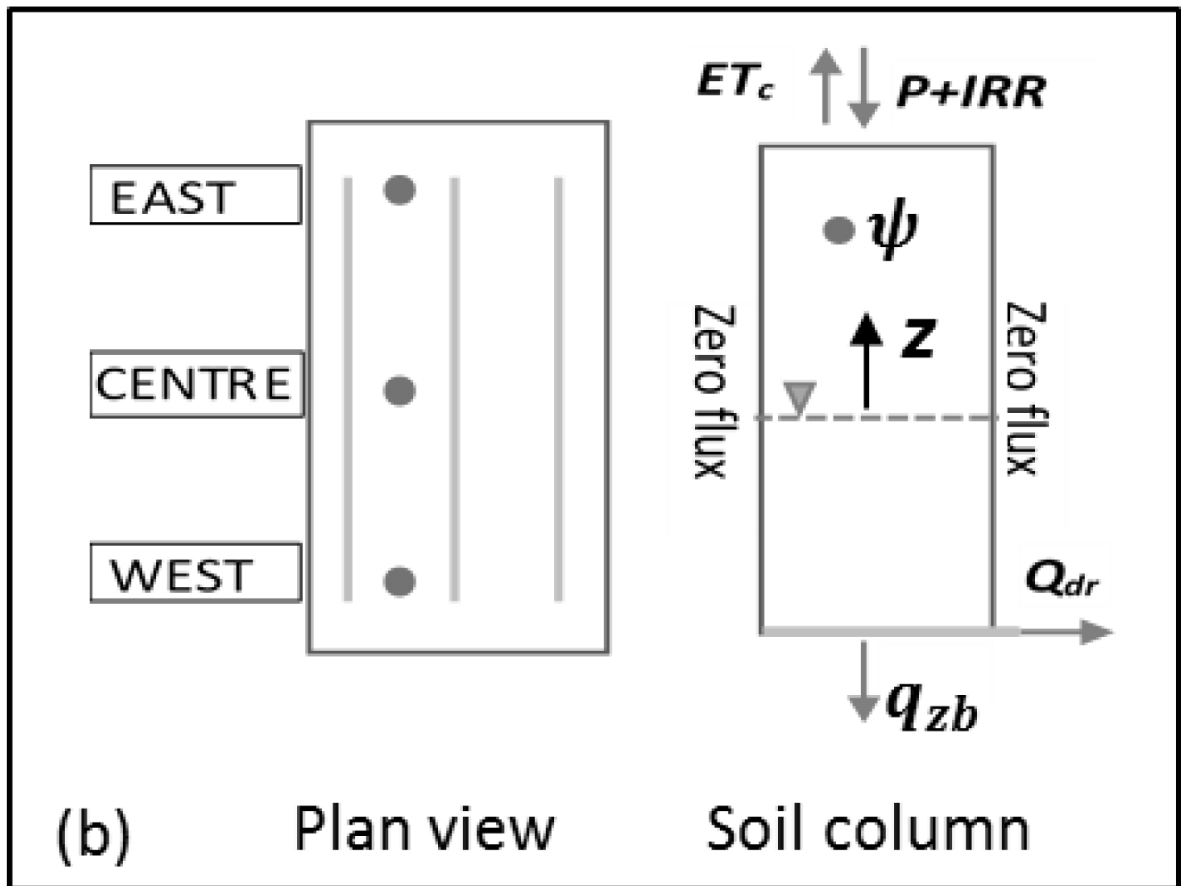 ETc
P+IRR
EAST
ψ
Zero flux
z
Zero flux
CENTRE
WEST
Qdr
qzb
(b)
Plan view
Soil column